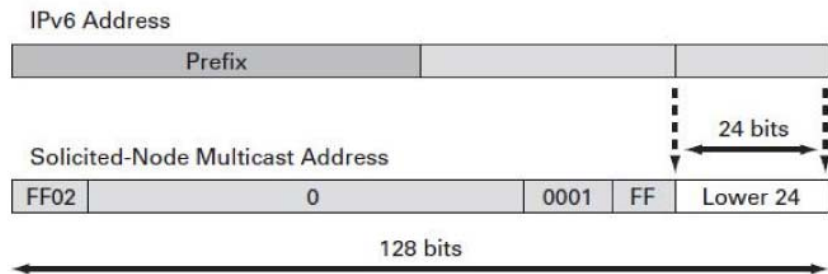 IPv6 Address
Prefix
24 bits
Solicited-Node Multicast Address
FF02 0 0001 FF Lower 24
128 bits